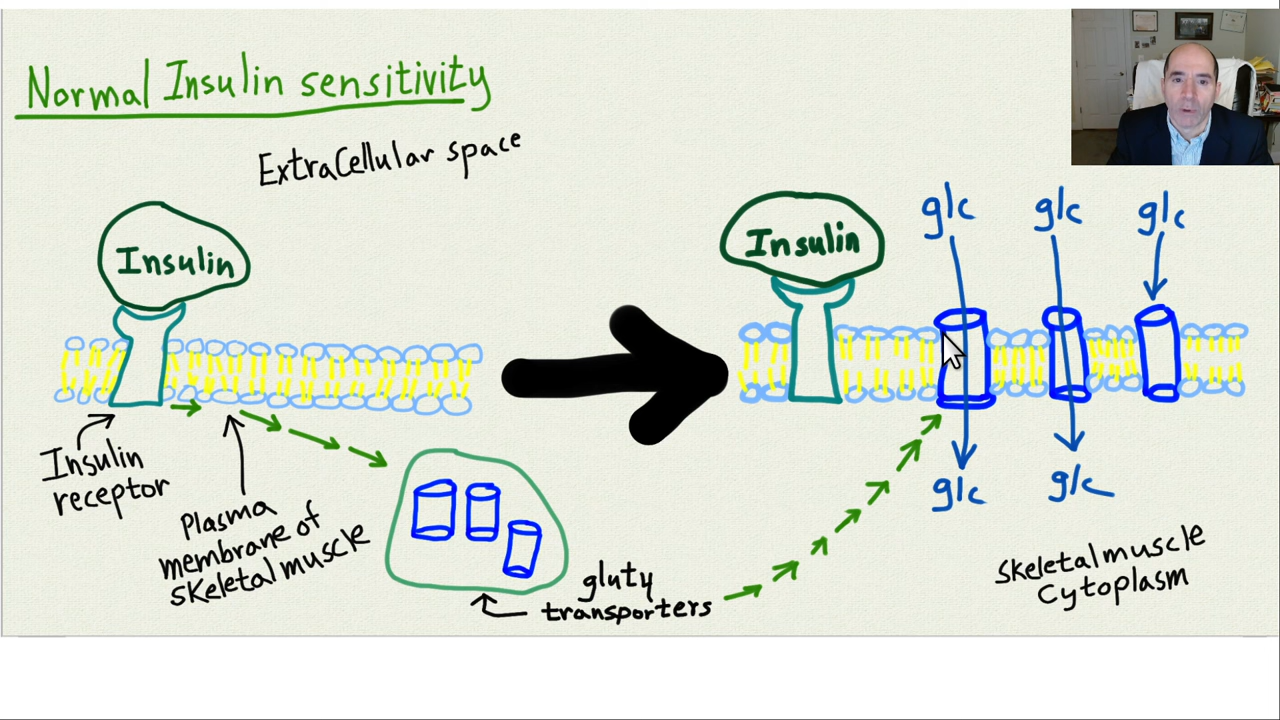 Normal Insulin sensitivity
Extracellular space
Insulin
Insulin
glc
glc
glc
Insulin
receptor
Plasma
membrane of
skeletal muscle
glut4
transporters
glc
glc
Skeletal muscle
Cytoplasm